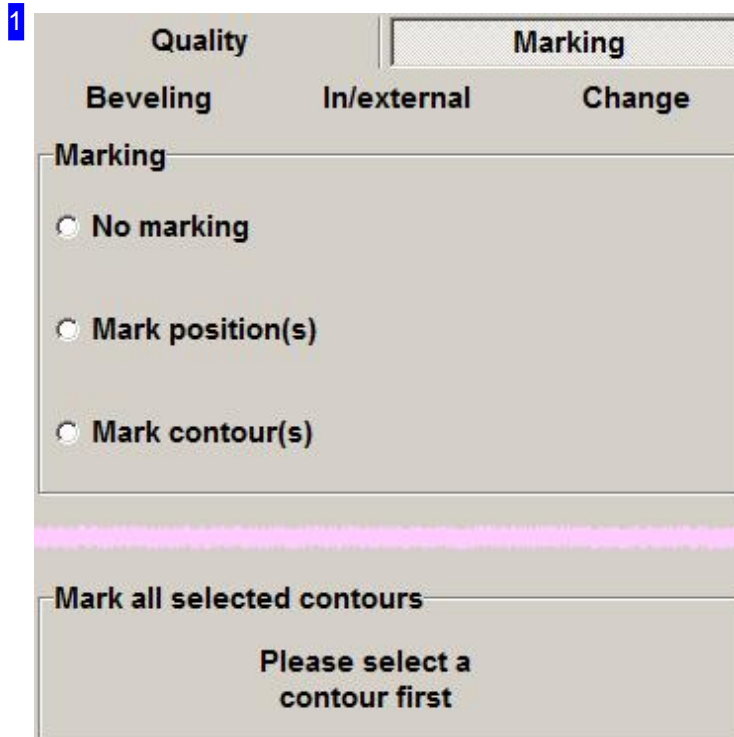 1
Quality Marking
Beveling In/external Change
Marking
No marking
Mark position(s)
Mark contour(s)
Mark all selected contours
Please select a
contour first